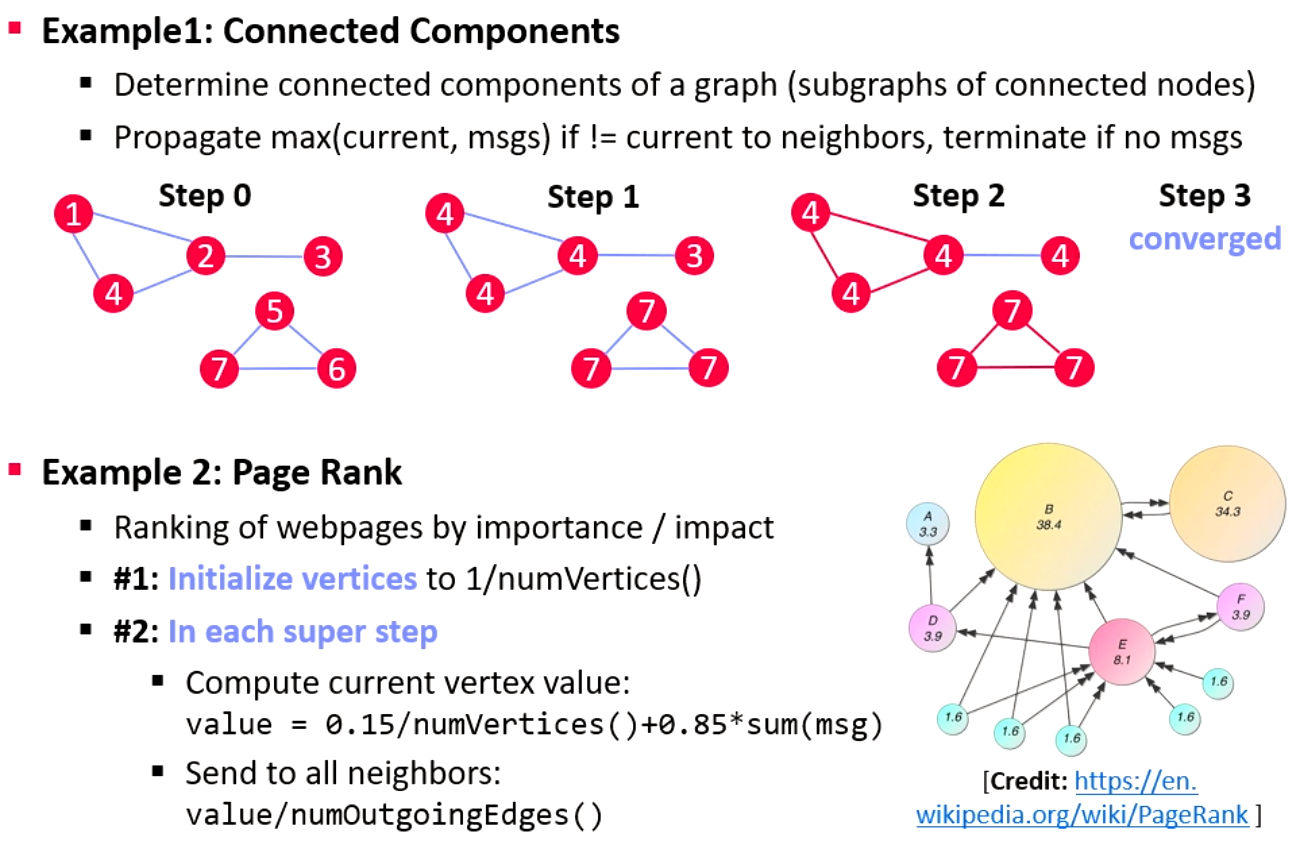 Example1: Connected Components
Determine connected components of a graph (subgraphs of connected nodes)
Propagate max(current, msgs) if != current to neighbors, terminate if no msgs
Step 0
1
2
3
4
5
7
6
Step 1
4
4
3
4
7
7
7
Step 2
4
4
4
4
7
7
7
Step 3
converged
Example 2: Page Rank
Ranking of webpages by importance / impact
#1: Initialize vertices to 1/numVertices()
#2: In each super step
Compute current vertex value:
value = 0.15/numVertices()+0.85*sum(msg)
Send to all neighbors:
value/numOutgoingEdges()
A
3.3
B
38.4
C
34.3
D
3.9
E
8.1
F
3.9
1.6
1.6
1.6
1.6
1.6
[Credit: https://en.
wikipedia.org/wiki/PageRank ]